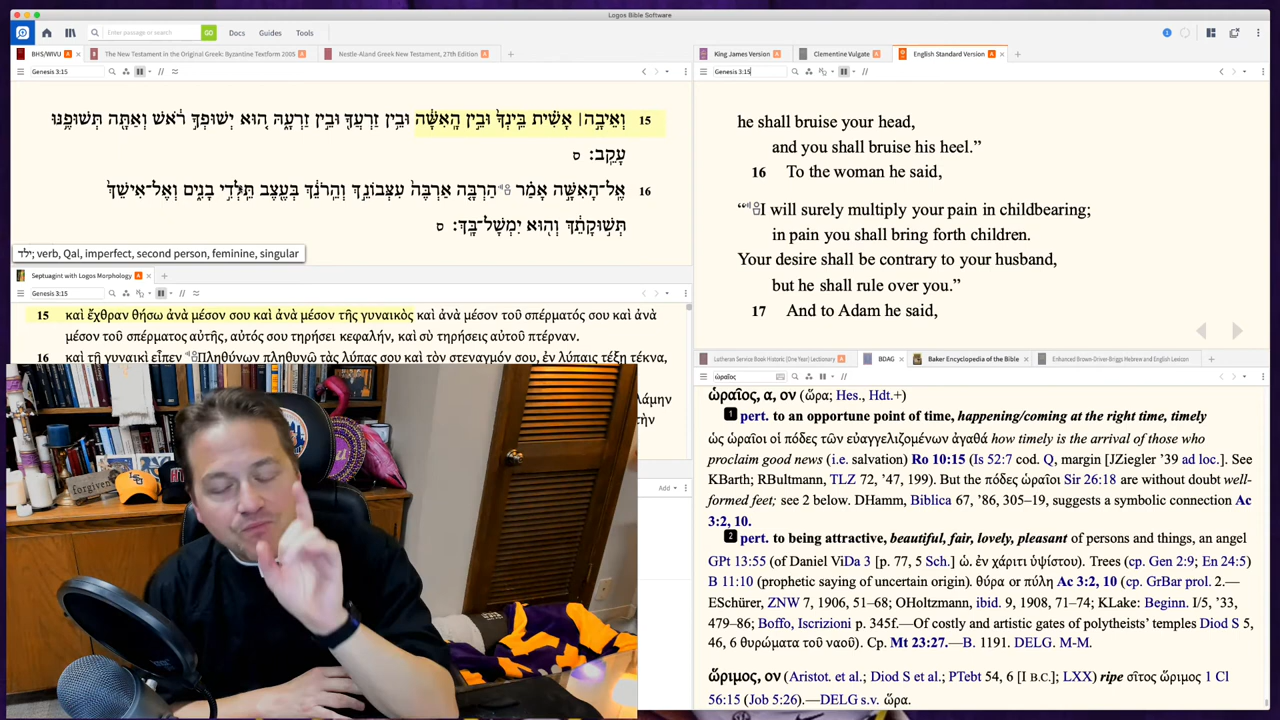 Logos Bible Software
Enter passage or search
GO
Docs
Guides
Tools
1
BHS/WIVU A
The New Testament in the Original Greek: Byzantine Textform 2005 A
Nestle-Aland Greek New Testament, 27th Edition A
Genesis 3:15
15 וְאֵיבָ֣ה ׀ אָשִׁ֗ית בֵּֽינְךָ֙ וּבֵ֣ין הָֽאִשָּׁ֔ה וּבֵ֥ין זַרְעֲךָ֖ וּבֵ֣ין זַרְעָ֑הּ ה֚וּא יְשׁוּפְךָ֣ רֹ֔אשׁ וְאַתָּ֖ה תְּשׁוּפֶ֥נּוּ
עָקֵֽב׃ ס
16 אֶֽל־הָאִשָּׁ֣ה אָמַ֗ר הַרְבָּ֤ה אַרְבֶּה֙ עִצְּבוֹנֵ֣ךְ וְהֵֽרֹנֵ֔ךְ בְּעֶ֖צֶב תֵּֽלְדִ֣י בָנִ֑ים וְאֶל־אִישֵׁךְ֙
תְּשׁ֣וּקָתֵ֔ךְ וְה֖וּא יִמְשָׁל־בָּֽךְ׃ ס
ילד; verb, Qal, imperfect, second person, feminine, singular
Septuagint with Logos Morphology A
Genesis 3:15
15 καὶ ἔχθραν θήσω ἀνὰ μέσον σου καὶ ἀνὰ μέσον τῆς γυναικὸς καὶ ἀνὰ μέσον τοῦ σπέρματός σου καὶ ἀνὰ
μέσον τοῦ σπέρματος αὐτῆς, αὐτός σου τηρήσει κεφαλήν, καὶ σὺ τηρήσεις αὐτοῦ πτέρναν.
16 καὶ τῇ γυναικὶ εἶπεν Πληθύνων πληθυνῶ τὰς λύπας σου καὶ τὸν στεναγμόν σου, ἐν λύπαις τέξῃ τέκνα,
Add
forgiven
King James Version A
Clementine Vulgate A
English Standard Version A
Genesis 3:15
he shall bruise your head,
and you shall bruise his heel.”
16 To the woman he said,
“I will surely multiply your pain in childbearing;
in pain you shall bring forth children.
Your desire shall be contrary to your husband,
but he shall rule over you.”
17 And to Adam he said,
Lutheran Service Book Historic (One Year) Lectionary A
BDAG
Baker Encyclopedia of the Bible
Enhanced Brown-Driver-Briggs Hebrew and English Lexicon
ὡραῖος
ὡραῖος, α, ον (ὥρα; Hes., Hdt.+)
1 pert. to an opportune point of time, happening/coming at the right time, timely
ὡς ὡραῖοι οἱ πόδες τῶν εὐαγγελιζομένων ἀγαθά how timely is the arrival of those who
proclaim good news (i.e. salvation) Ro 10:15 (Is 52:7 cod. Q, margin [JZiegler ’39 ad loc.]. See
KBarth; RBultmann, TLZ 72, ’47, 199). But the πόδες ὡραῖοι Sir 26:18 are without doubt well-
formed feet; see 2 below. DHamm, Biblica 67, ’86, 305–19, suggests a symbolic connection Ac
3:2, 10.
2 pert. to being attractive, beautiful, fair, lovely, pleasant of persons and things, an angel
GPt 13:55 (of Daniel ViDa 3 [p. 77, 5 Sch.] ὡ. ἐν χάριτι ὑψίστου). Trees (cp. Gen 2:9; En 24:5)
B 11:10 (prophetic saying of uncertain origin). θύρα or πύλη Ac 3:2, 10 (cp. GrBar prol. 2.—
ESchürer, ZNW 7, 1906, 51–68; OHoltzmann, ibid. 9, 1908, 71–74; KLake: Beginn. I/5, ’33,
479–86; Boffo, Iscrizioni p. 345f.—Of costly and artistic gates of polytheists’ temples Diod S 5,
46, 6 θυρώματα τοῦ ναοῦ). Cp. Mt 23:27.—B. 1191. DELG. M-M.
ὥριμος, ον (Aristot. et al.; Diod S et al.; PTebt 54, 6 [I B.C.]; LXX) ripe σῖτος ὥριμος 1 Cl
56:15 (Job 5:26).—DELG s.v. ὥρα.